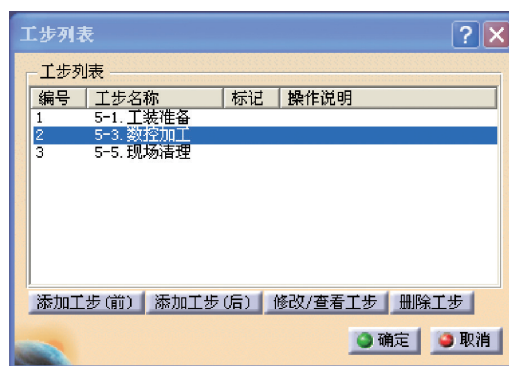 工步列表
工步列表
编号 工步名称 标记 操作说明
1 5-1.工装准备
2 5-3.数控加工
3 5-5.现场清理
添加工步(前) 添加工步(后) 修改/查看工步 删除工步
确定 取消